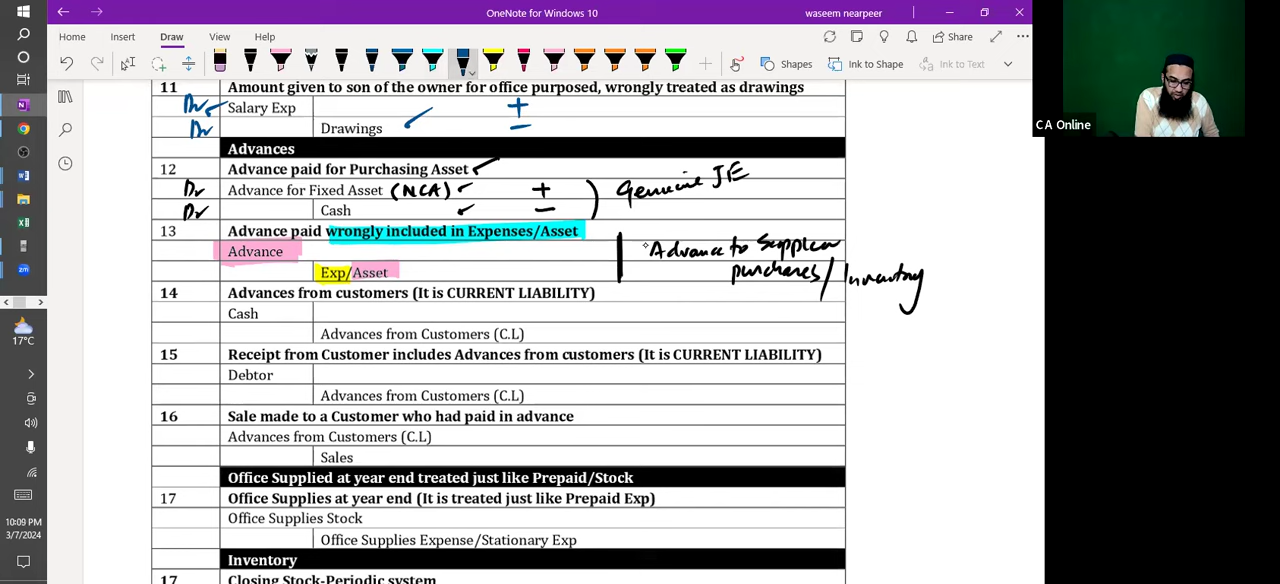 OneNote for Windows 10
waseem nearpeer
Home Insert Draw View Help
Share
Shapes
Ink to Shape
Ink to Text
11 Amount given to son of the owner for office purposed, wrongly treated as drawings
Dr Salary Exp +
Dr Drawings -
Advances
12 Advance paid for Purchasing Asset
Dr Advance for Fixed Asset (NCA) +
Dr Cash -
Genuine JE
13 Advance paid wrongly included in Expenses/Asset
Advance
Advance to Supplier
Exp/Asset
purchases/Inventory
14 Advances from customers (It is CURRENT LIABILITY)
Cash
Advances from Customers (C.L)
15 Receipt from Customer includes Advances from customers (It is CURRENT LIABILITY)
Debtor
Advances from Customers (C.L)
16 Sale made to a Customer who had paid in advance
Advances from Customers (C.L)
Sales
Office Supplied at year end treated just like Prepaid/Stock
17 Office Supplies at year end (It is treated just like Prepaid Exp)
Office Supplies Stock
Office Supplies Expense/Stationary Exp
Inventory
17 Closing Stock-Periodic system
C A Online
17°C
10:09 PM
3/7/2024